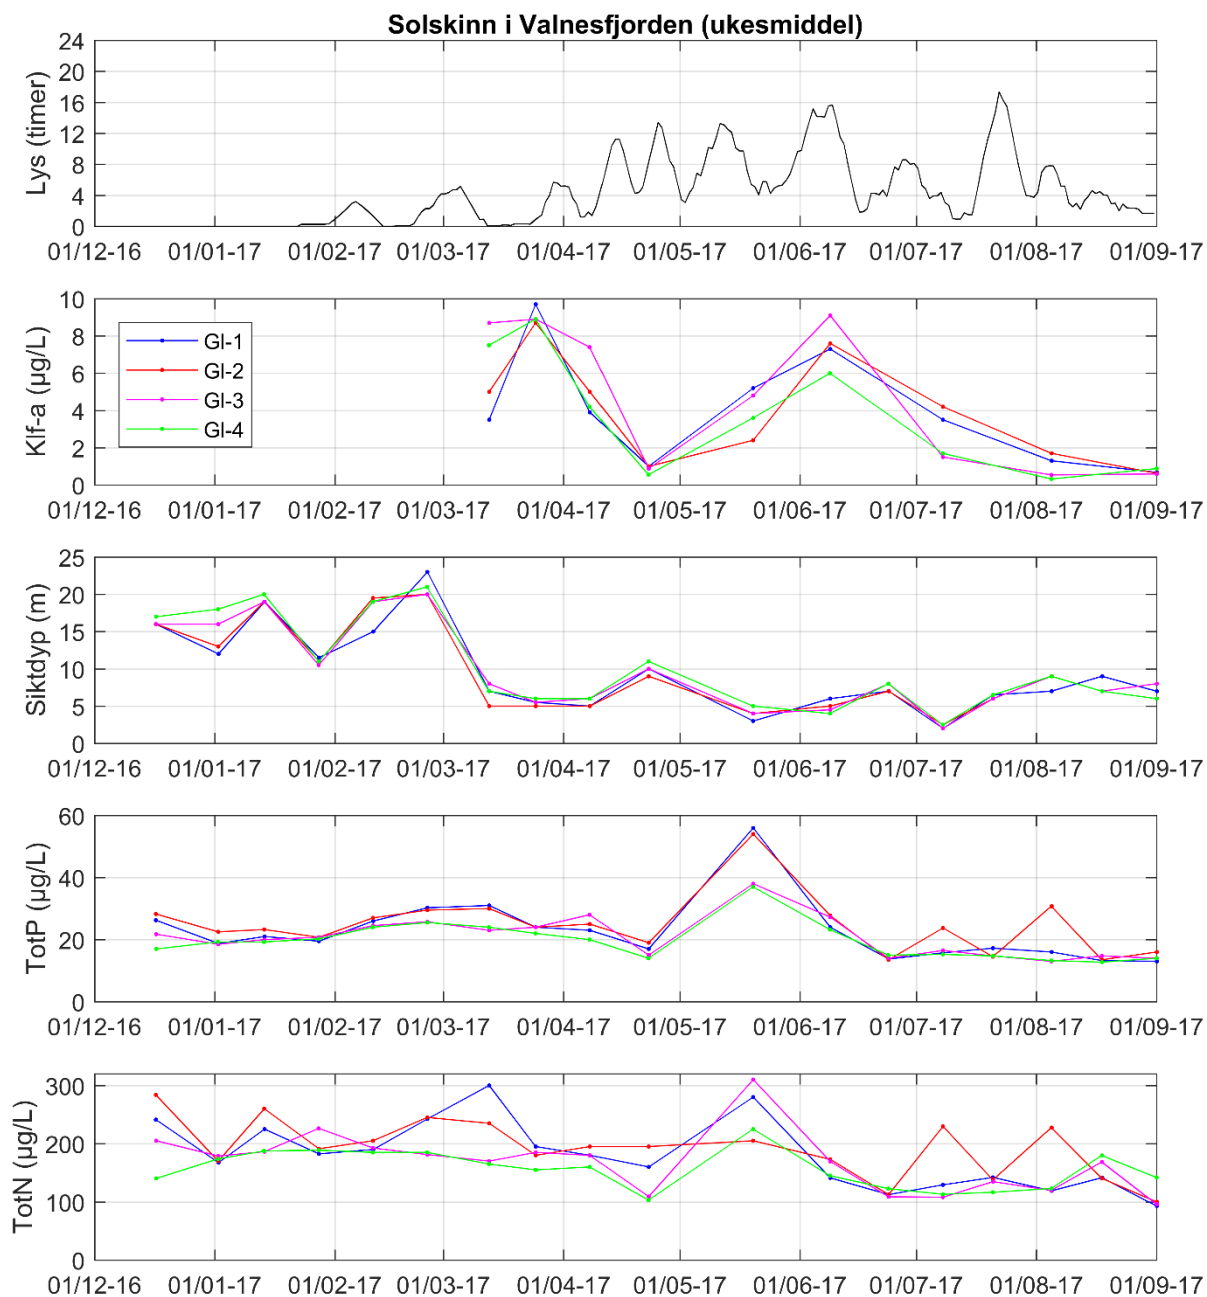 Solskinn i Valnesfjorden (ukesmiddel)
Lys (timer)
24
20
16
12
8
4
0
01/12-16 01/01-17 01/02-17 01/03-17 01/04-17 01/05-17 01/06-17 01/07-17 01/08-17 01/09-17
Klf-a (µg/L)
10
8
6
4
2
0
Gl-1
Gl-2
Gl-3
Gl-4
01/12-16 01/01-17 01/02-17 01/03-17 01/04-17 01/05-17 01/06-17 01/07-17 01/08-17 01/09-17
Siktdyp (m)
25
20
15
10
5
0
01/12-16 01/01-17 01/02-17 01/03-17 01/04-17 01/05-17 01/06-17 01/07-17 01/08-17 01/09-17
TotP (µg/L)
60
40
20
0
01/12-16 01/01-17 01/02-17 01/03-17 01/04-17 01/05-17 01/06-17 01/07-17 01/08-17 01/09-17
TotN (µg/L)
300
200
100
0
01/12-16 01/01-17 01/02-17 01/03-17 01/04-17 01/05-17 01/06-17 01/07-17 01/08-17 01/09-17